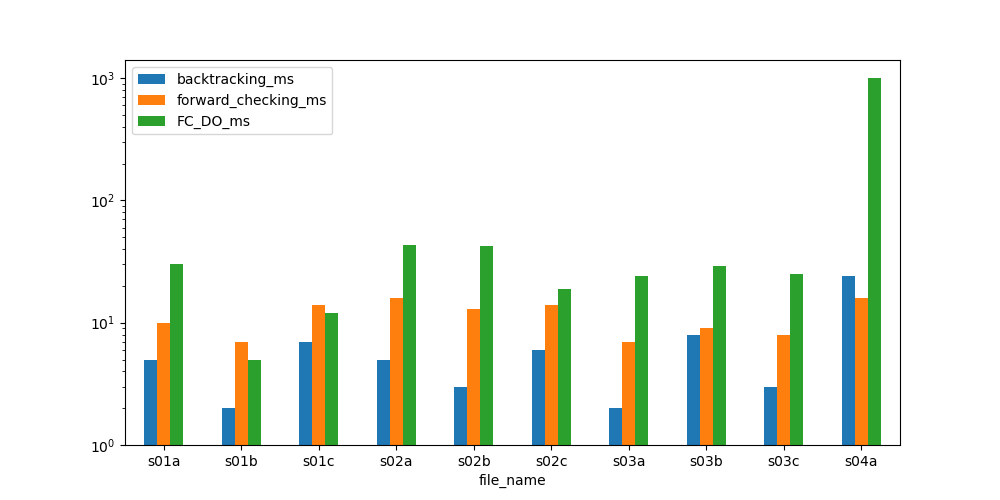 10³
10²
10¹
10⁰
backtracking_ms
forward_checking_ms
FC_DO_ms
s01a s01b s01c s02a s02b s02c s03a s03b s03c s04a
file_name